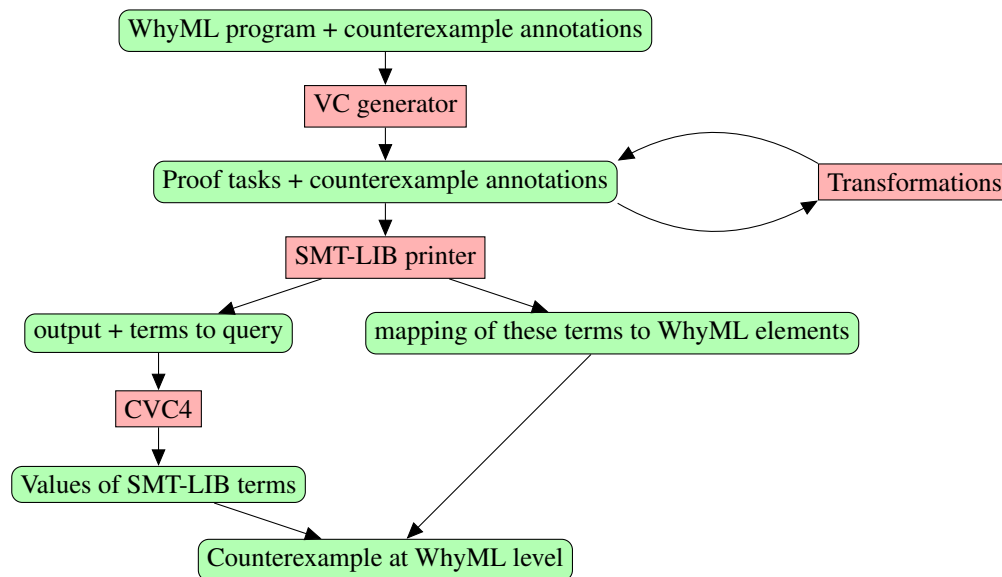 WhyML program + counterexample annotations
VC generator
Proof tasks + counterexample annotations
Transformations
SMT-LIB printer
output + terms to query
mapping of these terms to WhyML elements
CVC4
Values of SMT-LIB terms
Counterexample at WhyML level